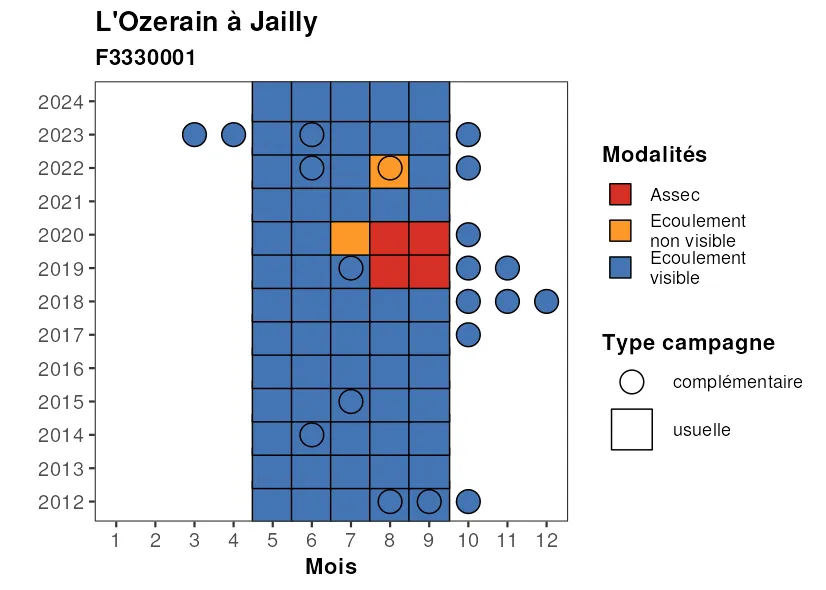 L'Ozerain à Jailly
F3330001
2024
2023
2022
2021
2020
2019
2018
2017
2016
2015
2014
2013
2012
1 2 3 4 5 6 7 8 9 10 11 12
Mois
Modalités
Assec
Ecoulement
non visible
Ecoulement
visible
Type campagne
complémentaire
usuelle